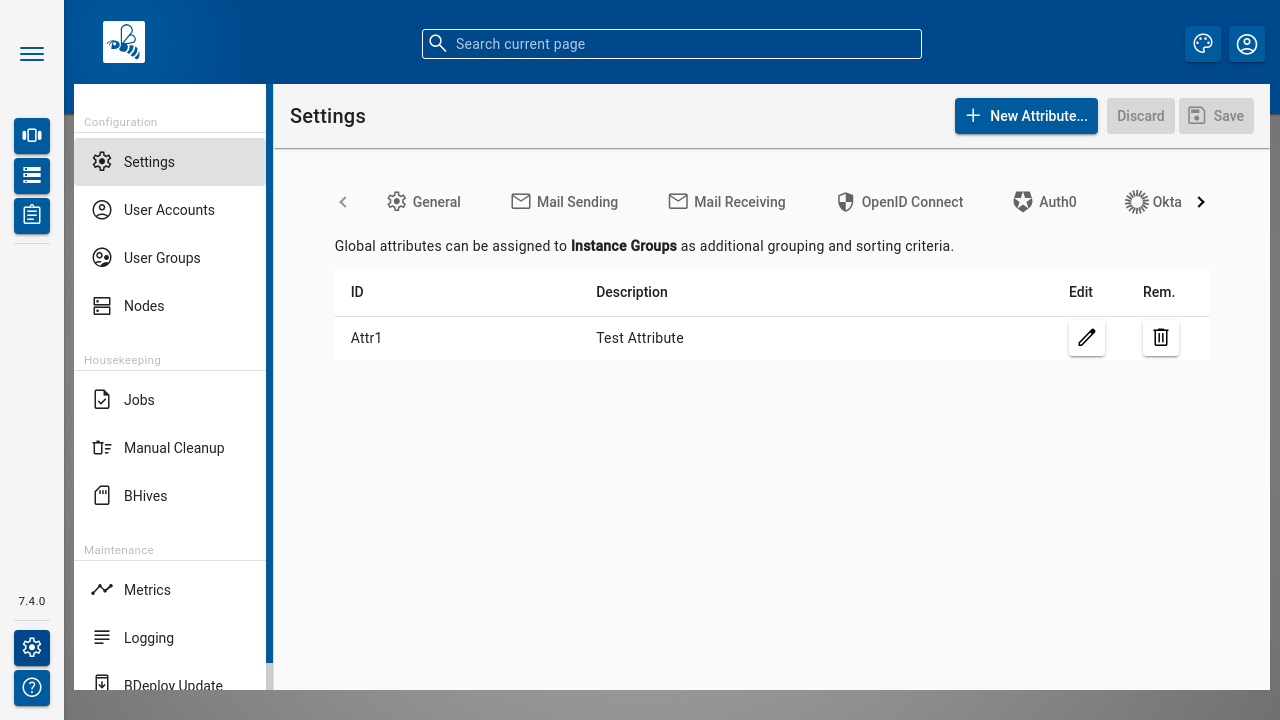 Search current page
Configuration
Settings
User Accounts
User Groups
Nodes
Housekeeping
Jobs
Manual Cleanup
BHives
Maintenance
Metrics
Logging
BDeploy Update
7.4.0
Settings
New Attribute...
Discard
Save
General
Mail Sending
Mail Receiving
OpenID Connect
Auth0
Okta
Global attributes can be assigned to Instance Groups as additional grouping and sorting criteria.
ID Description Edit Rem.
Attr1 Test Attribute